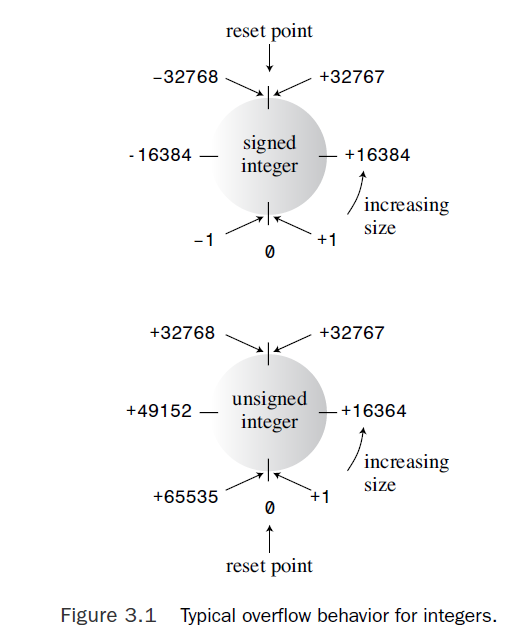 reset point
-32768
+32767
signed
integer
-16384
+16384
increasing
size
-1
+1
0
+32768
+32767
unsigned
integer
+49152
+16364
increasing
size
+65535
+1
0
reset point
Figure 3.1 Typical overflow behavior for integers.